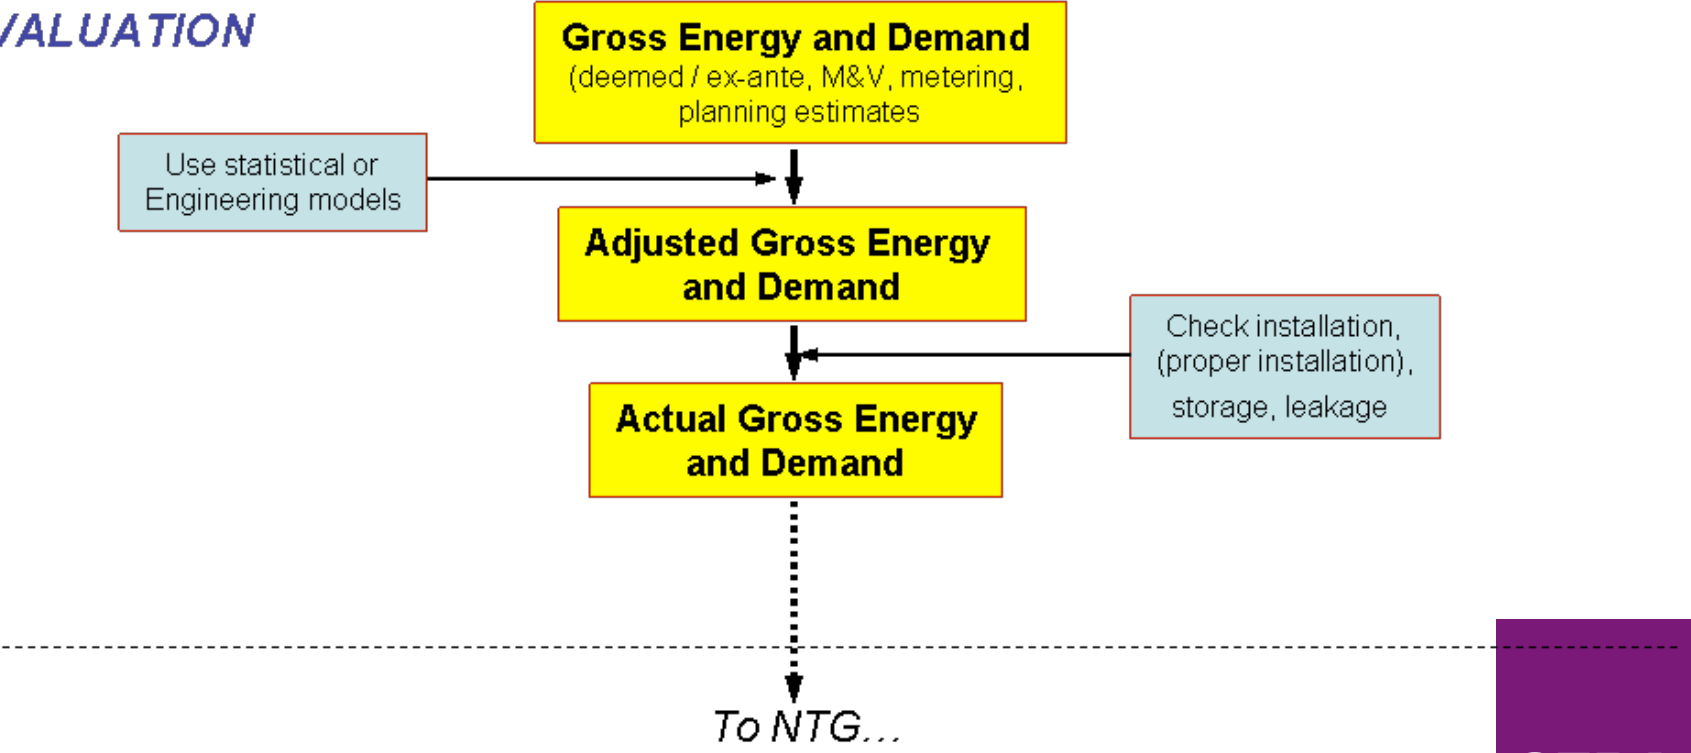 VALUATION
Gross Energy and Demand
(deemed / ex-ante, M&V, metering,
planning estimates
Use statistical or
Engineering models
Adjusted Gross Energy
and Demand
Check installation,
(proper installation),
storage, leakage
Actual Gross Energy
and Demand
To NTG...